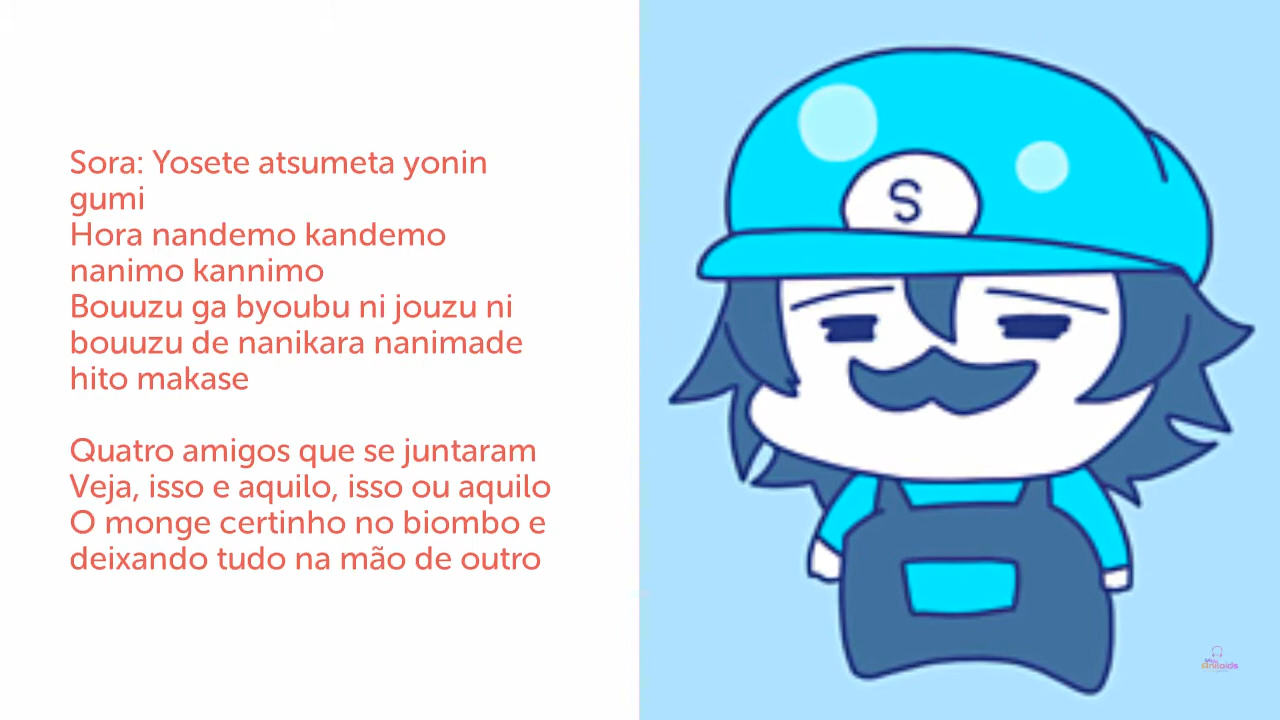 Sora: Yosete atsumeta yonin
gumi
Hora nandemo kandemo
nanimo kannimo
Bouuzu ga byoubu ni jouzu ni
bouuzu de nanikara nanimade
hito makase
Quatro amigos que se juntaram
Veja, isso e aquilo, isso ou aquilo
O monge certinho no biombo e
deixando tudo na mão de outro
S